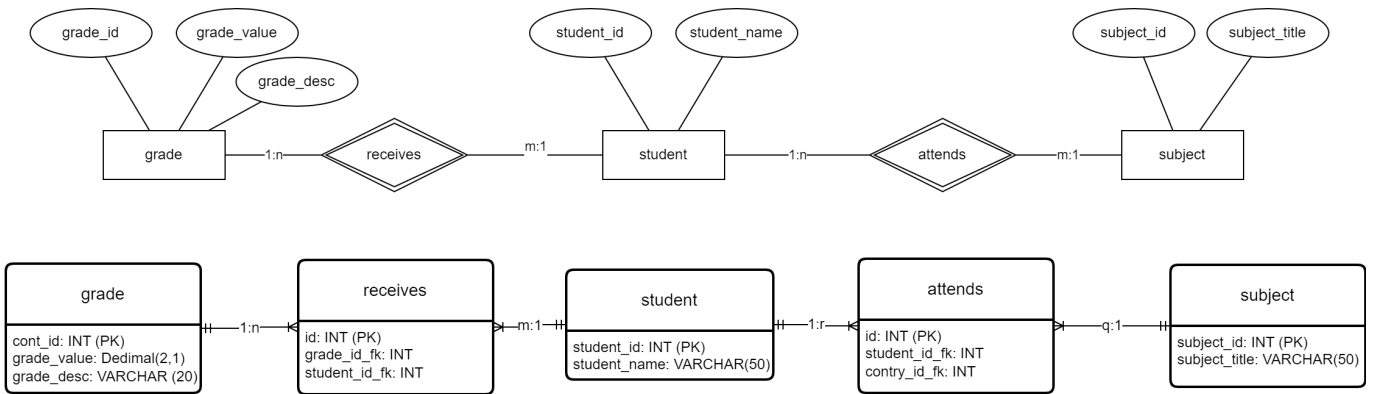 grade_id
grade_value
grade_desc
student_id
student_name
subject_id
subject_title
grade
1:n
receives
m:1
student
1:n
attends
m:1
subject
grade
cont_id: INT (PK)
grade_value: Dedimal(2,1)
grade_desc: VARCHAR (20)
1:n
receives
id: INT (PK)
grade_id_fk: INT
student_id_fk: INT
m:1
student
student_id: INT (PK)
student_name: VARCHAR(50)
1:r
attends
id: INT (PK)
student_id_fk: INT
contry_id_fk: INT
q:1
subject
subject_id: INT (PK)
subject_title: VARCHAR(50)